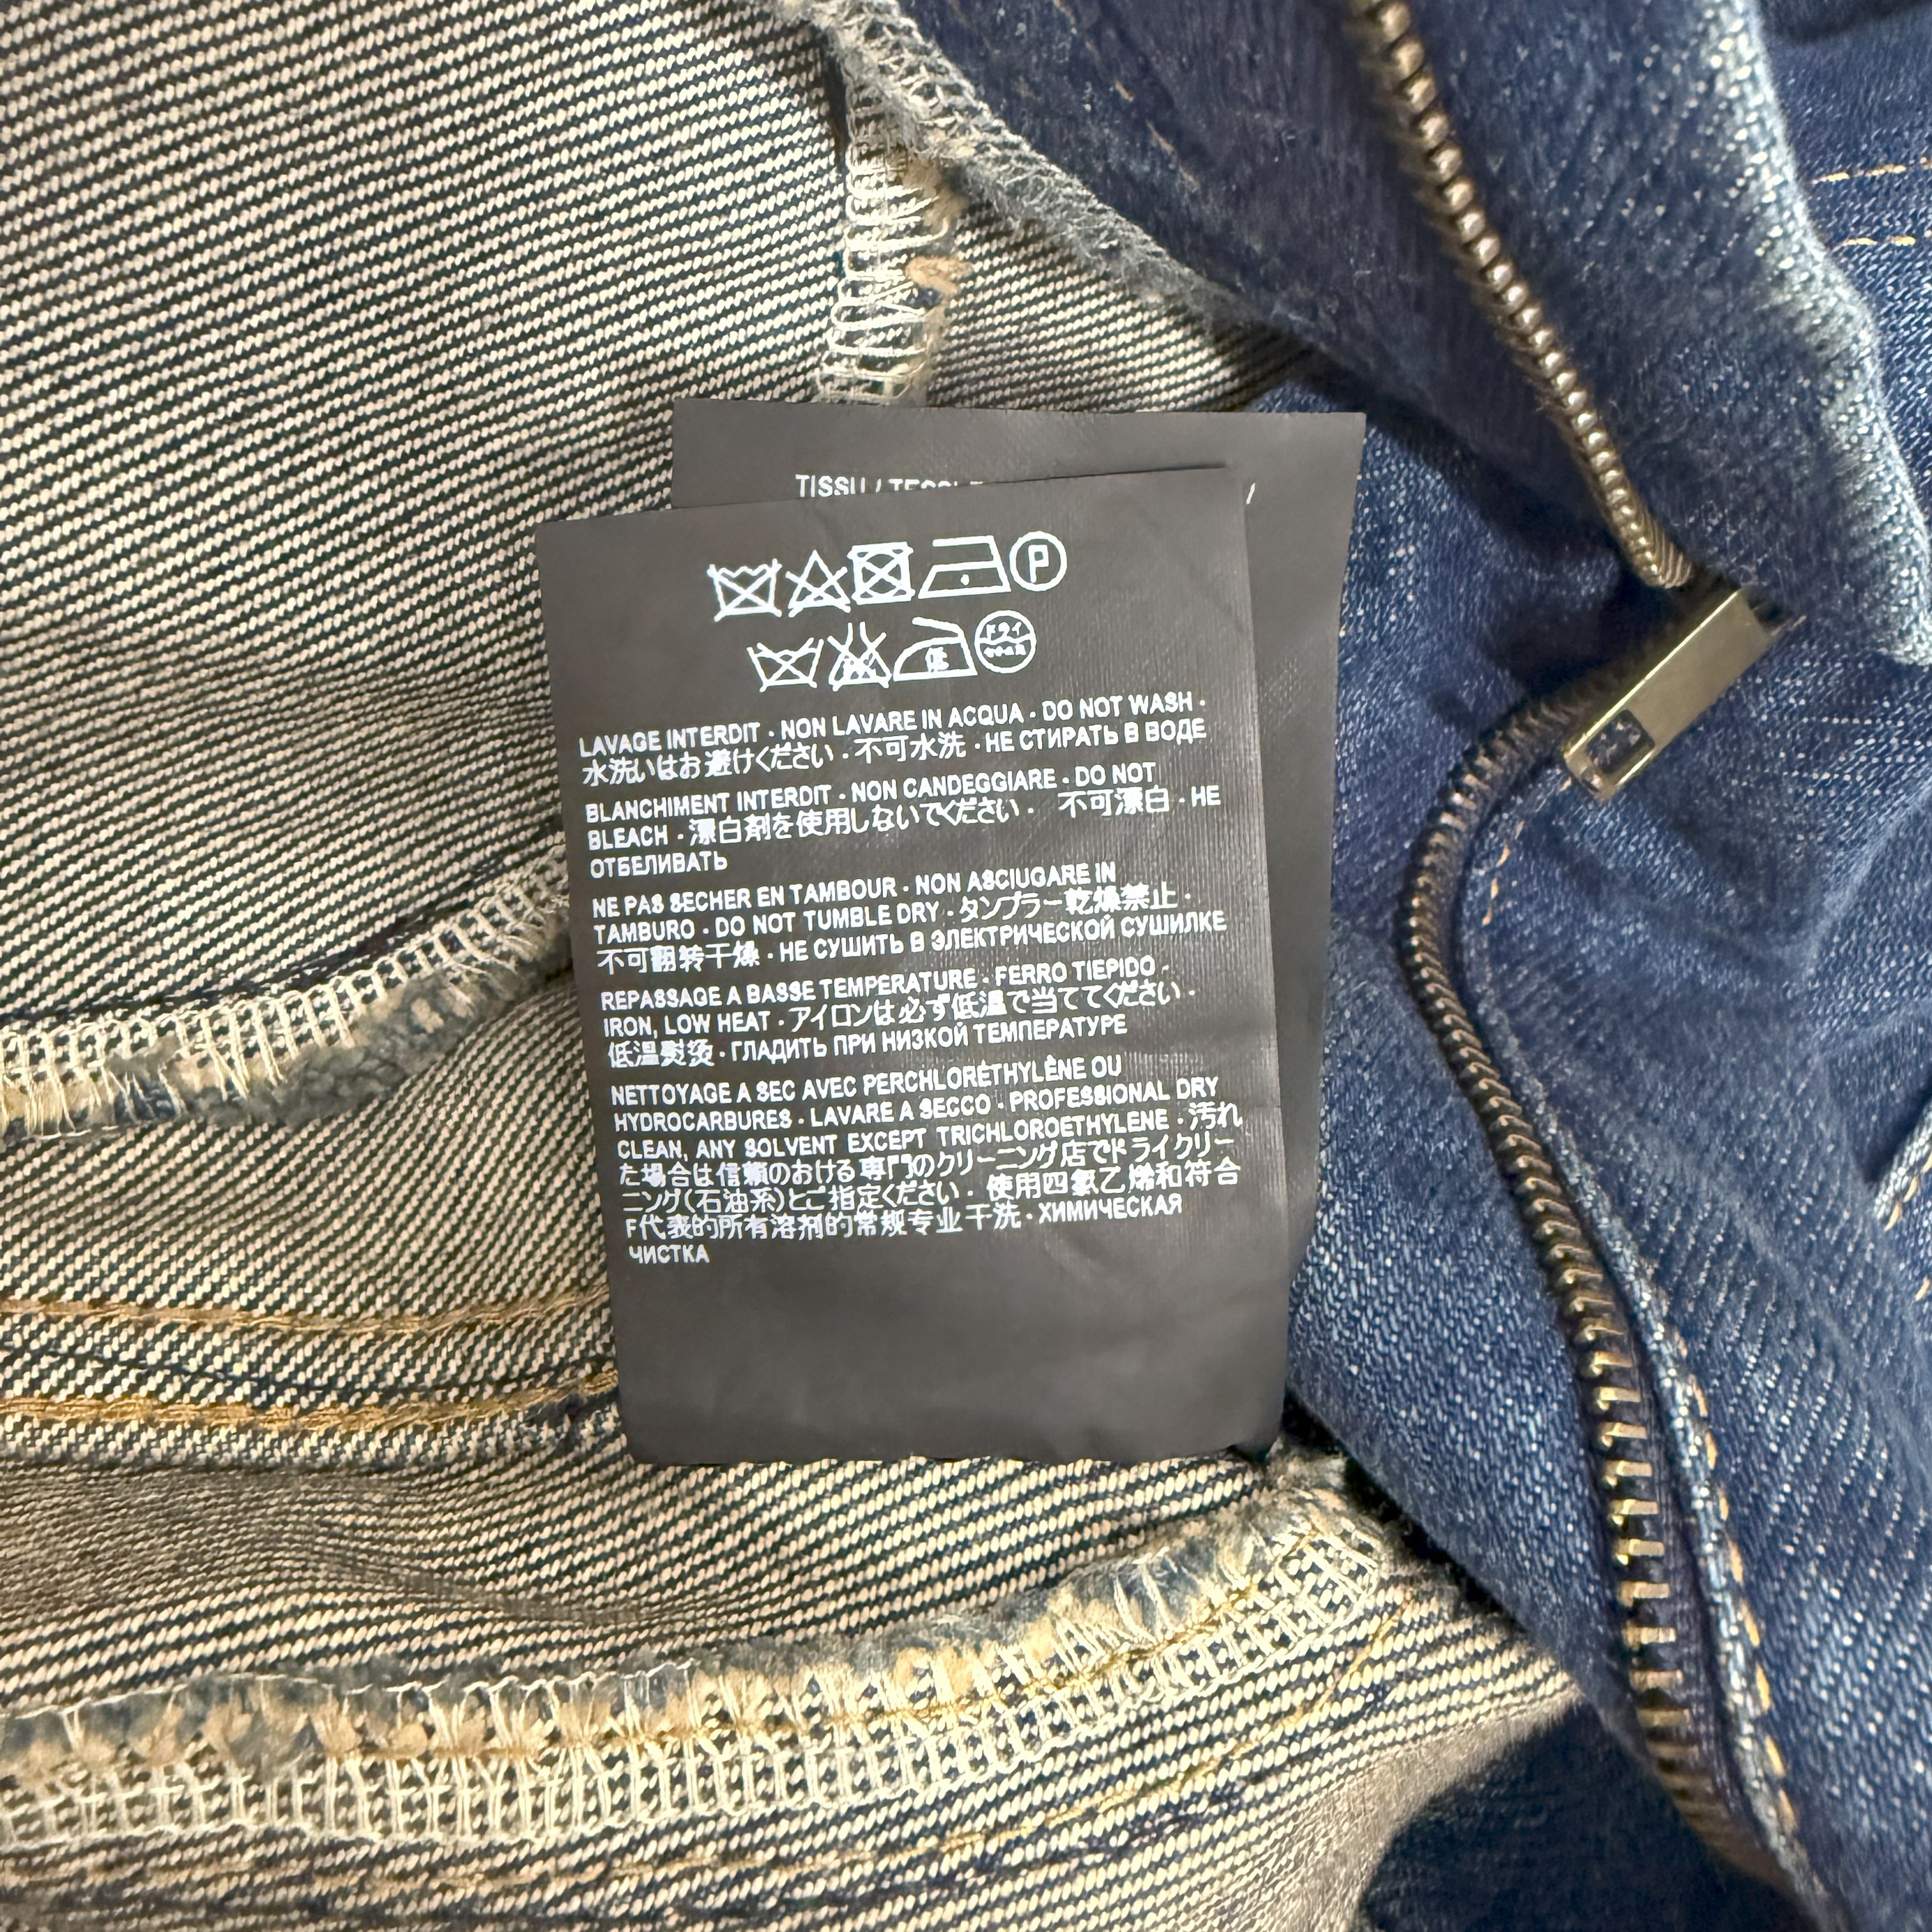 TISSU /
P
低
ドライ
セキユ系
LAVAGE INTERDIT · NON LAVARE IN ACQUA · DO NOT WASH ·
水洗いはお避けください · 不可水洗 · НЕ СТИРАТЬ В ВОДЕ
BLANCHIMENT INTERDIT · NON CANDEGGIARE · DO NOT
BLEACH · 漂白剤を使用しないでください · 不可漂白 · НЕ
ОТБЕЛИВАТЬ
NE PAS SECHER EN TAMBOUR · NON ASCIUGARE IN
TAMBURO · DO NOT TUMBLE DRY · タンブラー乾燥禁止 ·
不可翻转干燥 · НЕ СУШИТЬ В ЭЛЕКТРИЧЕСКОЙ СУШИЛКЕ
REPASSAGE A BASSE TEMPERATURE · FERRO TIEPIDO ·
IRON, LOW HEAT · アイロンは必ず低温で当ててください ·
低温熨烫 · ГЛАДИТЬ ПРИ НИЗКОЙ ТЕМПЕРАТУРЕ
NETTOYAGE A SEC AVEC PERCHLORÉTHYLÈNE OU
HYDROCARBURES · LAVARE A SECCO · PROFESSIONAL DRY
CLEAN, ANY SOLVENT EXCEPT TRICHLOROETHYLENE · 汚れ
た場合は信頼のおける専門のクリーニング店でドライクリー
ニング(石油系)とご指定ください · 使用四氯乙烯和符合
F代表的所有溶剂的常规专业干洗 · ХИМИЧЕСКАЯ
ЧИСТКА